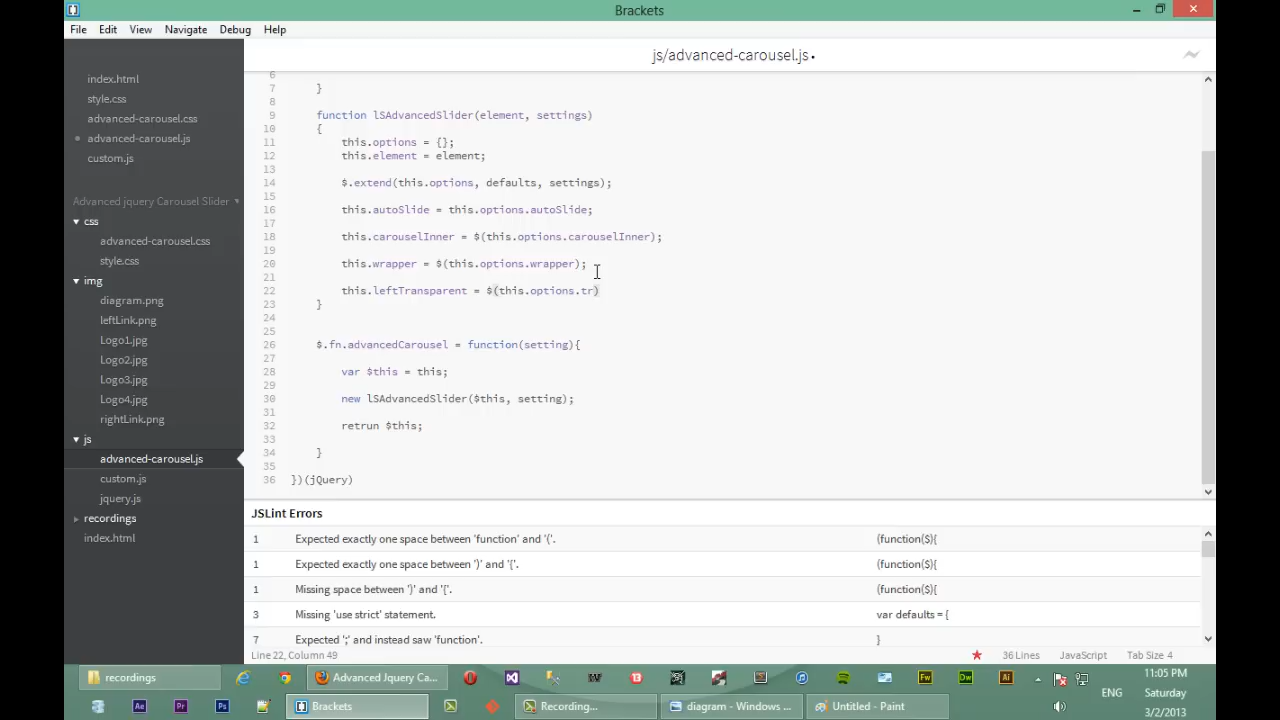 Brackets
File Edit View Navigate Debug Help
js/advanced-carousel.js •
index.html
style.css
advanced-carousel.css
advanced-carousel.js
custom.js
Advanced jquery Carousel Slider
css
advanced-carousel.css
style.css
img
diagram.png
leftLink.png
Logo1.jpg
Logo2.jpg
Logo3.jpg
Logo4.jpg
rightLink.png
js
advanced-carousel.js
custom.js
jquery.js
recordings
index.html
6
7 }
8
9 function lSAdvancedSlider(element, settings)
10 {
11 this.options = {};
12 this.element = element;
13
14 $.extend(this.options, defaults, settings);
15
16 this.autoSlide = this.options.autoSlide;
17
18 this.carouselInner = $(this.options.carouselInner);
19
20 this.wrapper = $(this.options.wrapper);
21
22 this.leftTransparent = $(this.options.tr)
23 }
24
25
26 $.fn.advancedCarousel = function(setting){
27
28 var $this = this;
29
30 new lSAdvancedSlider($this, setting);
31
32 retrun $this;
33
34 }
35
36 })(jQuery)
JSLint Errors
1 Expected exactly one space between 'function' and '('. (function($){
1 Expected exactly one space between ')' and '{'. (function($){
1 Missing space between ')' and '{'. (function($){
3 Missing 'use strict' statement. var defaults = {
7 Expected ';' and instead saw 'function'. }
Line 22, Column 49 36 Lines JavaScript Tab Size 4
recordings Advanced Jquery Ca... W 13 Fw Dw Ai
Ae Pr Ps Brackets Recording... diagram - Windows ... Untitled - Paint
ENG
11:05 PM
Saturday
3/2/2013